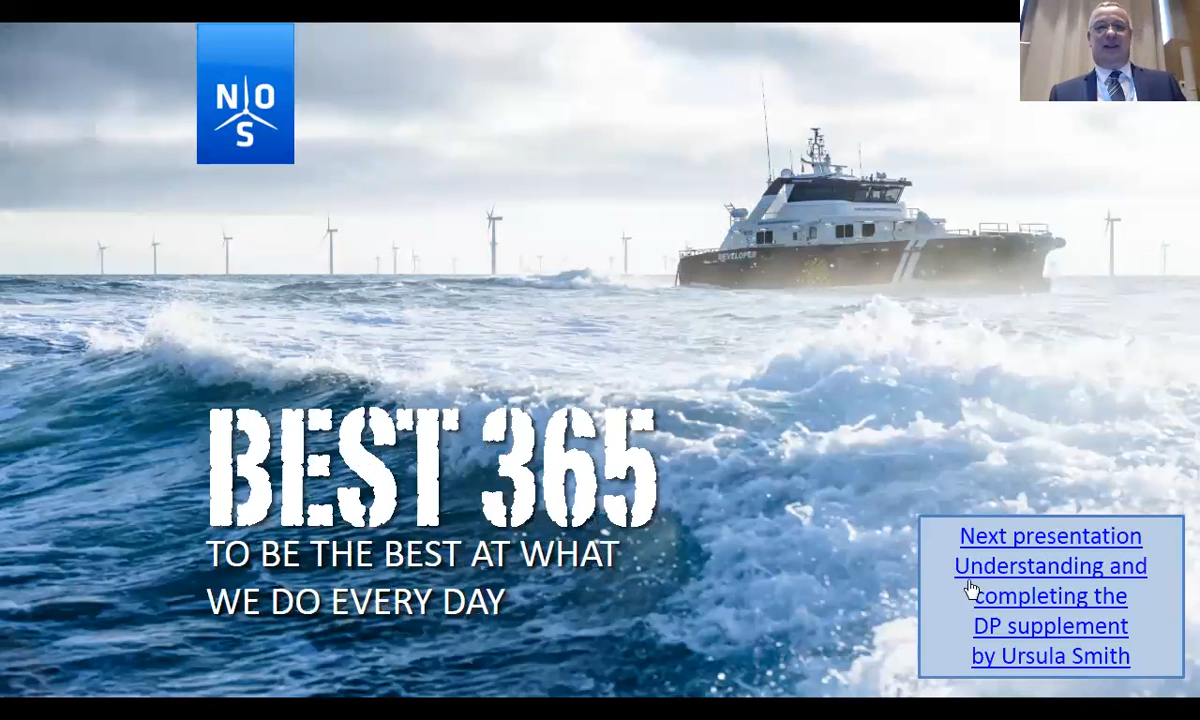 N O
S
DEVELOPER
BEST 365
TO BE THE BEST AT WHAT
WE DO EVERY DAY
Next presentation
Understanding and
completing the
DP supplement
by Ursula Smith